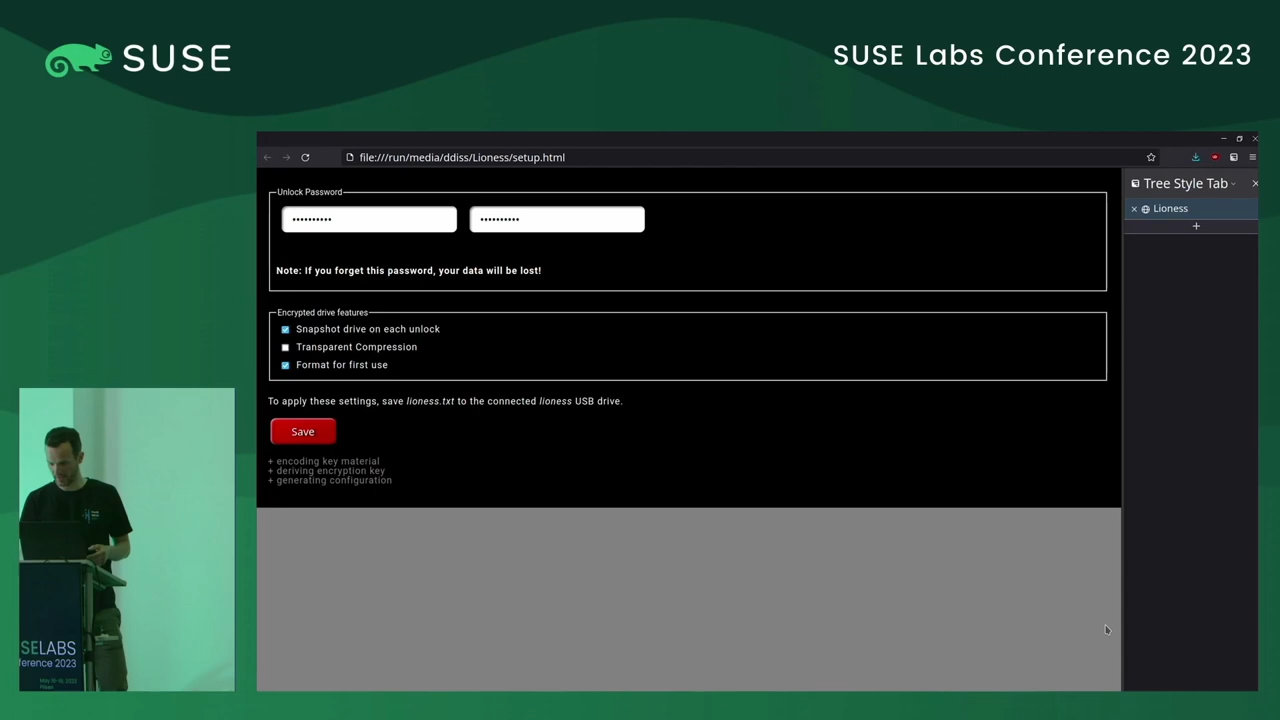 SUSE
SUSE Labs Conference 2023
file:///run/media/ddiss/Lioness/setup.html
Tree Style Tab
Lioness
Unlock Password
••••••••••
••••••••••
Note: If you forget this password, your data will be lost!
Encrypted drive features
Snapshot drive on each unlock
Transparent Compression
Format for first use
To apply these settings, save lioness.txt to the connected lioness USB drive.
Save
+ encoding key material
+ deriving encryption key
+ generating configuration
SELABS
ference 2023